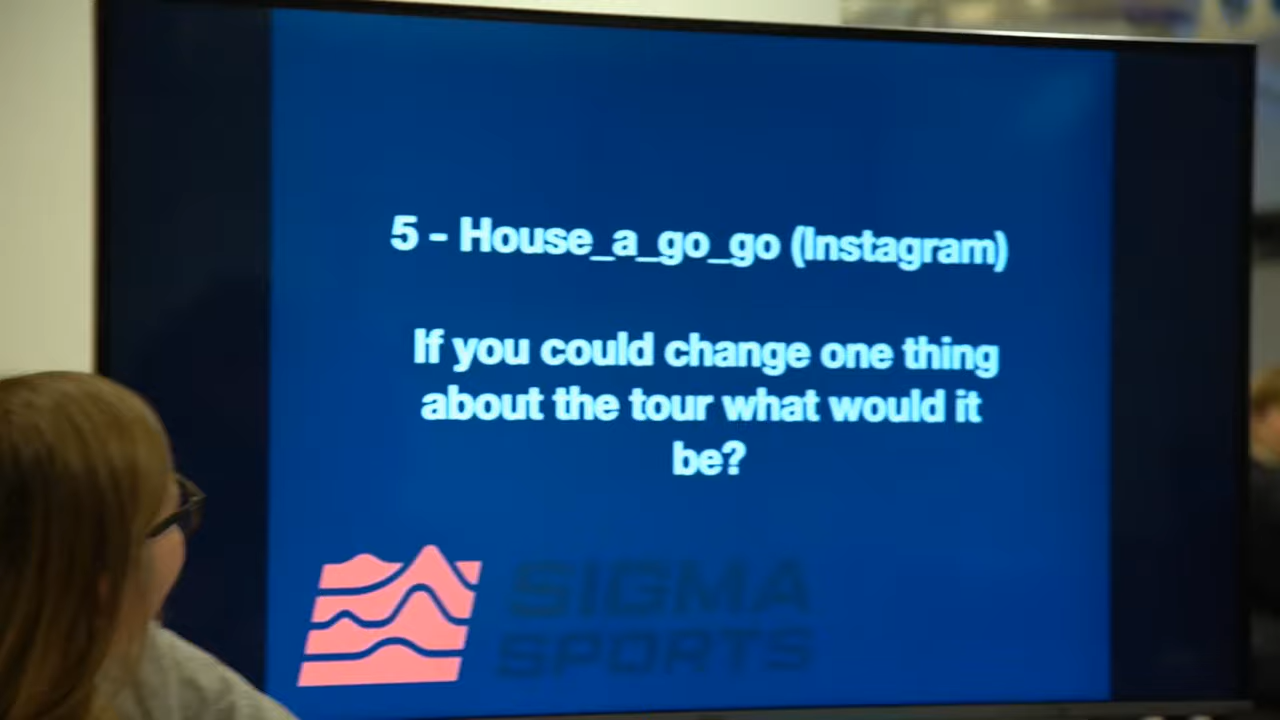 5 - House_a_go_go (Instagram)
If you could change one thing
about the tour what would it
be?
SIGMA
SPORTS